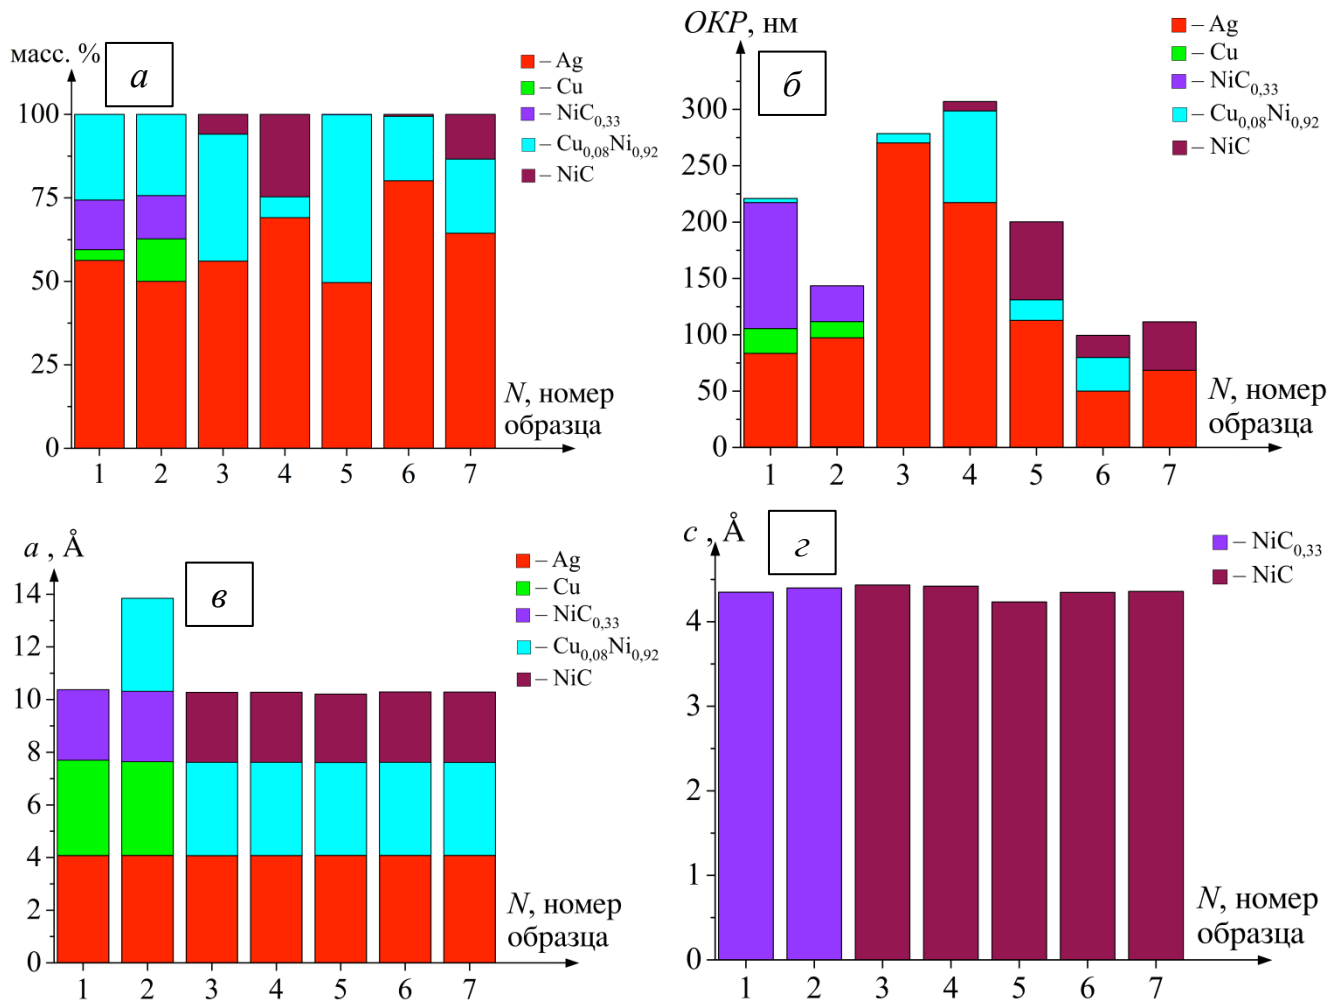 масс. %
а
– Ag
– Cu
– NiC0,33
– Cu0,08Ni0,92
– NiC
100
75
50
25
0
1 2 3 4 5 6 7
N, номер
образца
ОКР, нм
б
– Ag
– Cu
– NiC0,33
– Cu0,08Ni0,92
– NiC
300
250
200
150
100
50
0
1 2 3 4 5 6 7
N, номер
образца
a , Å
в
– Ag
– Cu
– NiC0,33
– Cu0,08Ni0,92
– NiC
14
12
10
8
6
4
2
0
1 2 3 4 5 6 7
N, номер
образца
c , Å
г
– NiC0,33
– NiC
4
3
2
1
0
1 2 3 4 5 6 7
N, номер
образца